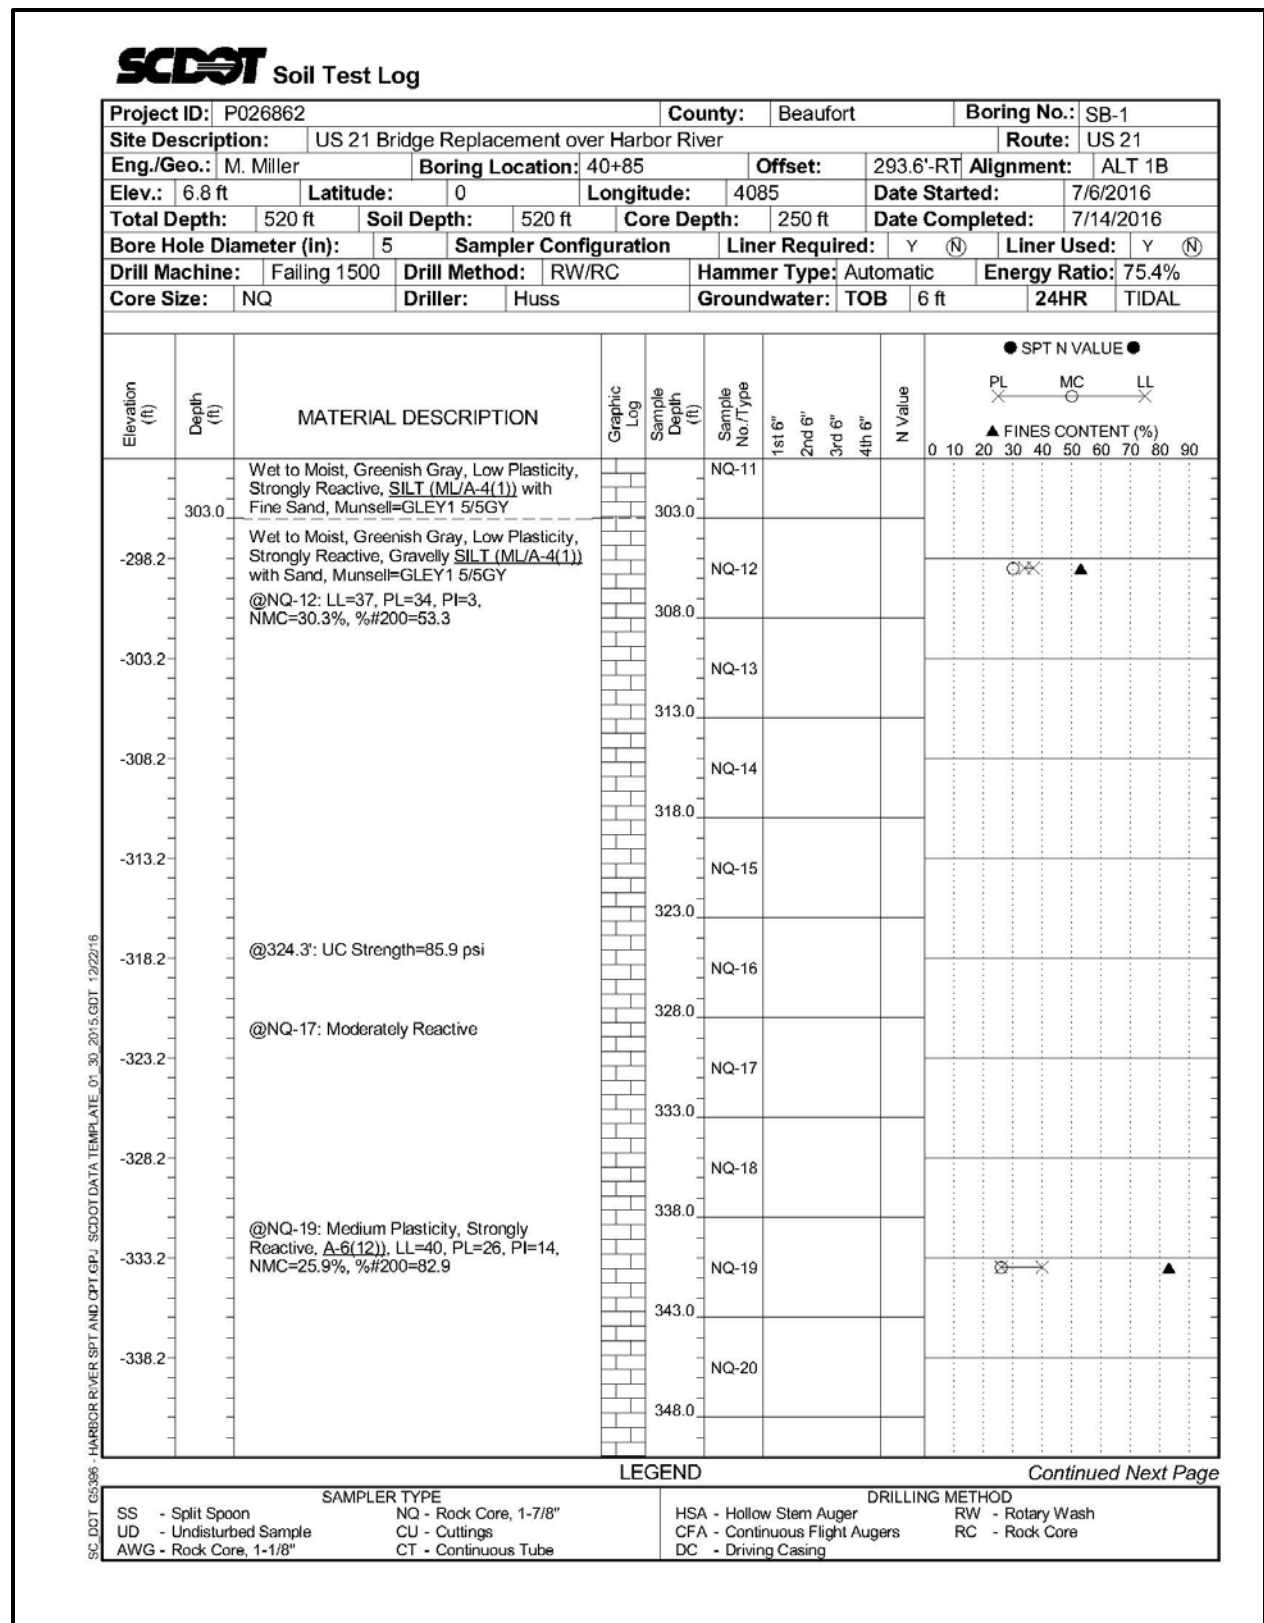 SCDOT Soil Test Log
Project ID: P026862 County: Beaufort Boring No.: SB-1
Site Description: US 21 Bridge Replacement over Harbor River Route: US 21
Eng./Geo.: M. Miller Boring Location: 40+85 Offset: 293.6'-RT Alignment: ALT 1B
Elev.: 6.8 ft Latitude: 0 Longitude: 4085 Date Started: 7/6/2016
Total Depth: 520 ft Soil Depth: 520 ft Core Depth: 250 ft Date Completed: 7/14/2016
Bore Hole Diameter (in): 5 Sampler Configuration Liner Required: Y N Liner Used: Y N
Drill Machine: Failing 1500 Drill Method: RW/RC Hammer Type: Automatic Energy Ratio: 75.4%
Core Size: NQ Driller: Huss Groundwater: TOB 6 ft 24HR TIDAL
Elevation (ft)
Depth (ft)
MATERIAL DESCRIPTION
Graphic Log
Sample Depth (ft)
Sample No./Type
1st 6"
2nd 6"
3rd 6"
4th 6"
N Value
● SPT N VALUE ●
PL MC LL
▲ FINES CONTENT (%)
0 10 20 30 40 50 60 70 80 90
Wet to Moist, Greenish Gray, Low Plasticity, NQ-11
Strongly Reactive, SILT (ML/A-4(1)) with
303.0 Fine Sand, Munsell=GLEY1 5/5GY 303.0
Wet to Moist, Greenish Gray, Low Plasticity,
-298.2 Strongly Reactive, Gravelly SILT (ML/A-4(1))
with Sand, Munsell=GLEY1 5/5GY NQ-12
@NQ-12: LL=37, PL=34, PI=3, 308.0
NMC=30.3%, %#200=53.3
-303.2
NQ-13
313.0
-308.2
NQ-14
318.0
-313.2
NQ-15
323.0
-318.2 @324.3': UC Strength=85.9 psi
NQ-16
328.0
@NQ-17: Moderately Reactive
-323.2
NQ-17
333.0
-328.2
NQ-18
338.0
@NQ-19: Medium Plasticity, Strongly
-333.2 Reactive, A-6(12)), LL=40, PL=26, PI=14,
NMC=25.9%, %#200=82.9 NQ-19
343.0
-338.2
NQ-20
348.0
LEGEND Continued Next Page
SAMPLER TYPE DRILLING METHOD
SS - Split Spoon NQ - Rock Core, 1-7/8" HSA - Hollow Stem Auger RW - Rotary Wash
UD - Undisturbed Sample CU - Cuttings CFA - Continuous Flight Augers RC - Rock Core
AWG - Rock Core, 1-1/8" CT - Continuous Tube DC - Driving Casing
SC_DOT G5396 - HARBOR RIVER SPT AND CPT.GPJ SCDOT DATA TEMPLATE_01_30_2015.GDT 12/22/16